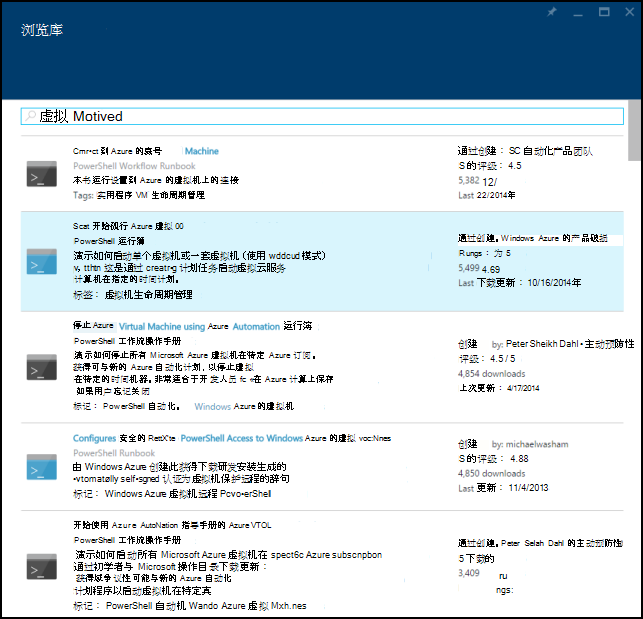 浏览库
虚拟 Motived
Cmr•ct 到 Azure 的账号 Machine
PowerShell Workflow Runbook
本书运行设置到 Azure 的虚拟机上的连接
Tags: 实用程序 VM 生命周期管理
通过创建： SC 自动化产品团队
S的评级： 4.5
5,382 12/
Last 22/2014年
Scat 开始砚行 Azure 虚拟 00
PowerShell 运行簿
演示如何启动单个虚拟机或一套虚拟机 (使用 wddcud 模式)
v, tthtn 这是通过 creatr•g 计划任务启动虚拟云服务
计算机在指定的时间计划。
标签： 虚拟机生命周期管理
通过创建。Windows Azure 的产品破损
Rungs： 为 5
5,499 4.69
Last 下载更新： 10/16/2014年
停止 Azure Virtual Machine using Azure Automation 运行簿
PowerShell 工作流操作手册
演示如何停止所有 Microsoft Azure 虚拟机在特定 Azure 订阅。
获得可与新的 Azure 自动化计划，以停止虚拟
在特定的时间机器。非常适合于开发人员 fc «在 Azure 计算上保存
如果用户忘记关闭
标记： PowerShell 自动化。 Windows Azure 的虚拟机
创建 by: Peter Sheikh Dahl • 主动预防性
评级： 4.5 / 5
4,854 downloads
上次更新： 4/17/2014
Configures 安全的 RettX'te PowerShell Access to Windows Azure 的虚拟 voc:Nnes
PowerShell Runbook
由 Windows Azure 创建此获得下载研发安装生成的
•vtomatølly self•sgned 认证为虚拟机保护远程的辞句
标记： Windows Azure 虚拟机远程 Povo•erShell
创建 by: michaelwasham
S的评级： 4.88
4,850 downloads
Last 更新： 11/4/2013
开始使用 Azure AutoNation 指导手册的 Azure VTOL
PowerShell 工作流操作手册
演示如何启动所有 Microsoft Azure 虚拟机在 spect6c Azure subscnpbon
通过初学者与 Microsoft 操作目录下载更新：
获得域争议性可能与新的 Azure 自动化
计划程序以启动虚拟机在特定真
标记： PowerShell 自动机 Wando Azure 虚拟 Mxh.nes
通过创建。Peter Selah Dahl 的主动预防性
5 下载的
3,409 ru
ngs: